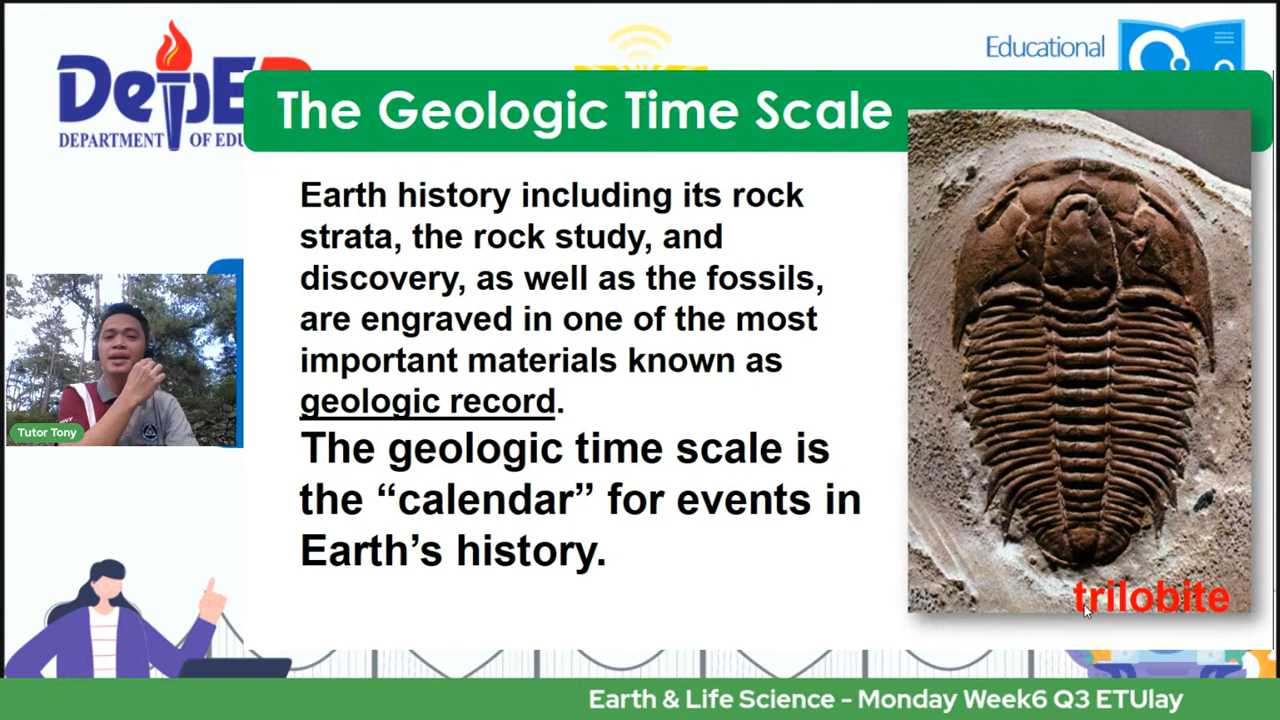 DepED
DEPARTMENT OF EDU
Educational
The Geologic Time Scale
Earth history including its rock
strata, the rock study, and
discovery, as well as the fossils,
are engraved in one of the most
important materials known as
geologic record.
The geologic time scale is
the “calendar” for events in
Earth’s history.
Tutor Tony
trilobite
Earth & Life Science - Monday Week6 Q3 ETUlay